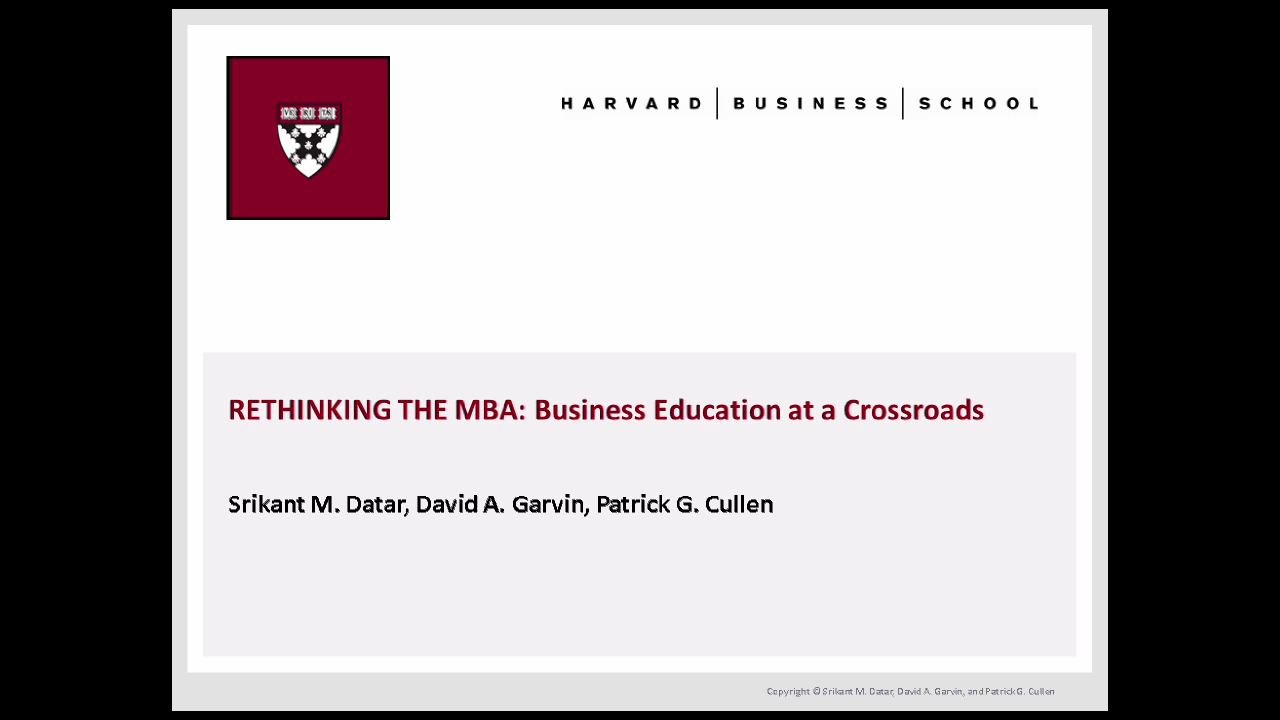 HARVARD | BUSINESS | SCHOOL
RETHINKING THE MBA: Business Education at a Crossroads
Srikant M. Datar, David A. Garvin, Patrick G. Cullen
Copyright © Srikant M. Datar, David A. Garvin, and Patrick G. Cullen